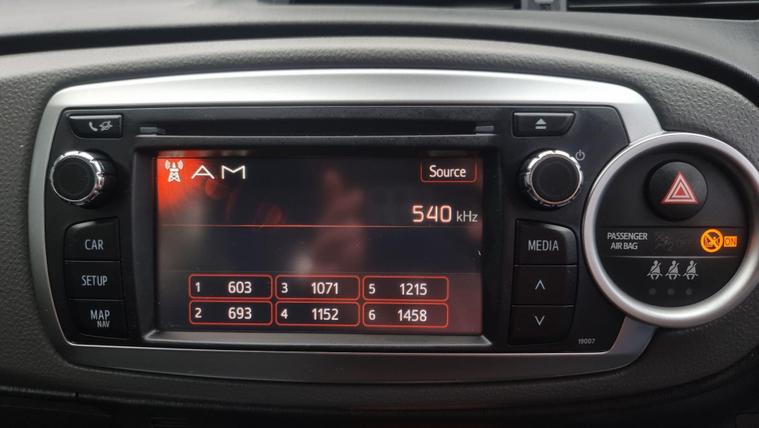 AM
Source
540 kHz
1 603 3 1071 5 1215
2 693 4 1152 6 1458
CAR
SETUP
MAP
NAV
MEDIA
PASSENGER
AIR BAG
ON
19007